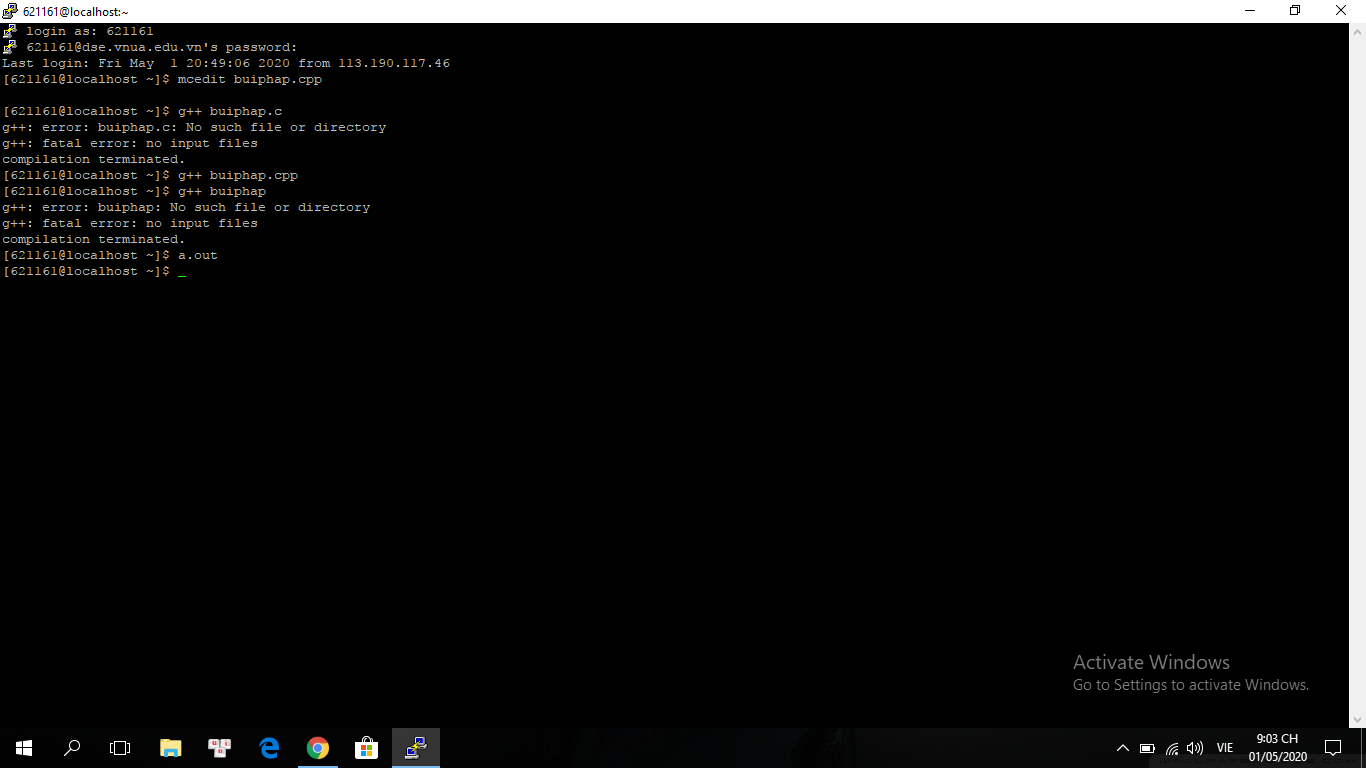 621161@localhost:~
login as: 621161
621161@dse.vnua.edu.vn's password:
Last login: Fri May  1 20:49:06 2020 from 113.190.117.46
[621161@localhost ~]$ mcedit buiphap.cpp
[621161@localhost ~]$ g++ buiphap.c
g++: error: buiphap.c: No such file or directory
g++: fatal error: no input files
compilation terminated.
[621161@localhost ~]$ g++ buiphap.cpp
[621161@localhost ~]$ g++ buiphap
g++: error: buiphap: No such file or directory
g++: fatal error: no input files
compilation terminated.
[621161@localhost ~]$ a.out
[621161@localhost ~]$ _
Activate Windows
Go to Settings to activate Windows.
VIE
9:03 CH
01/05/2020